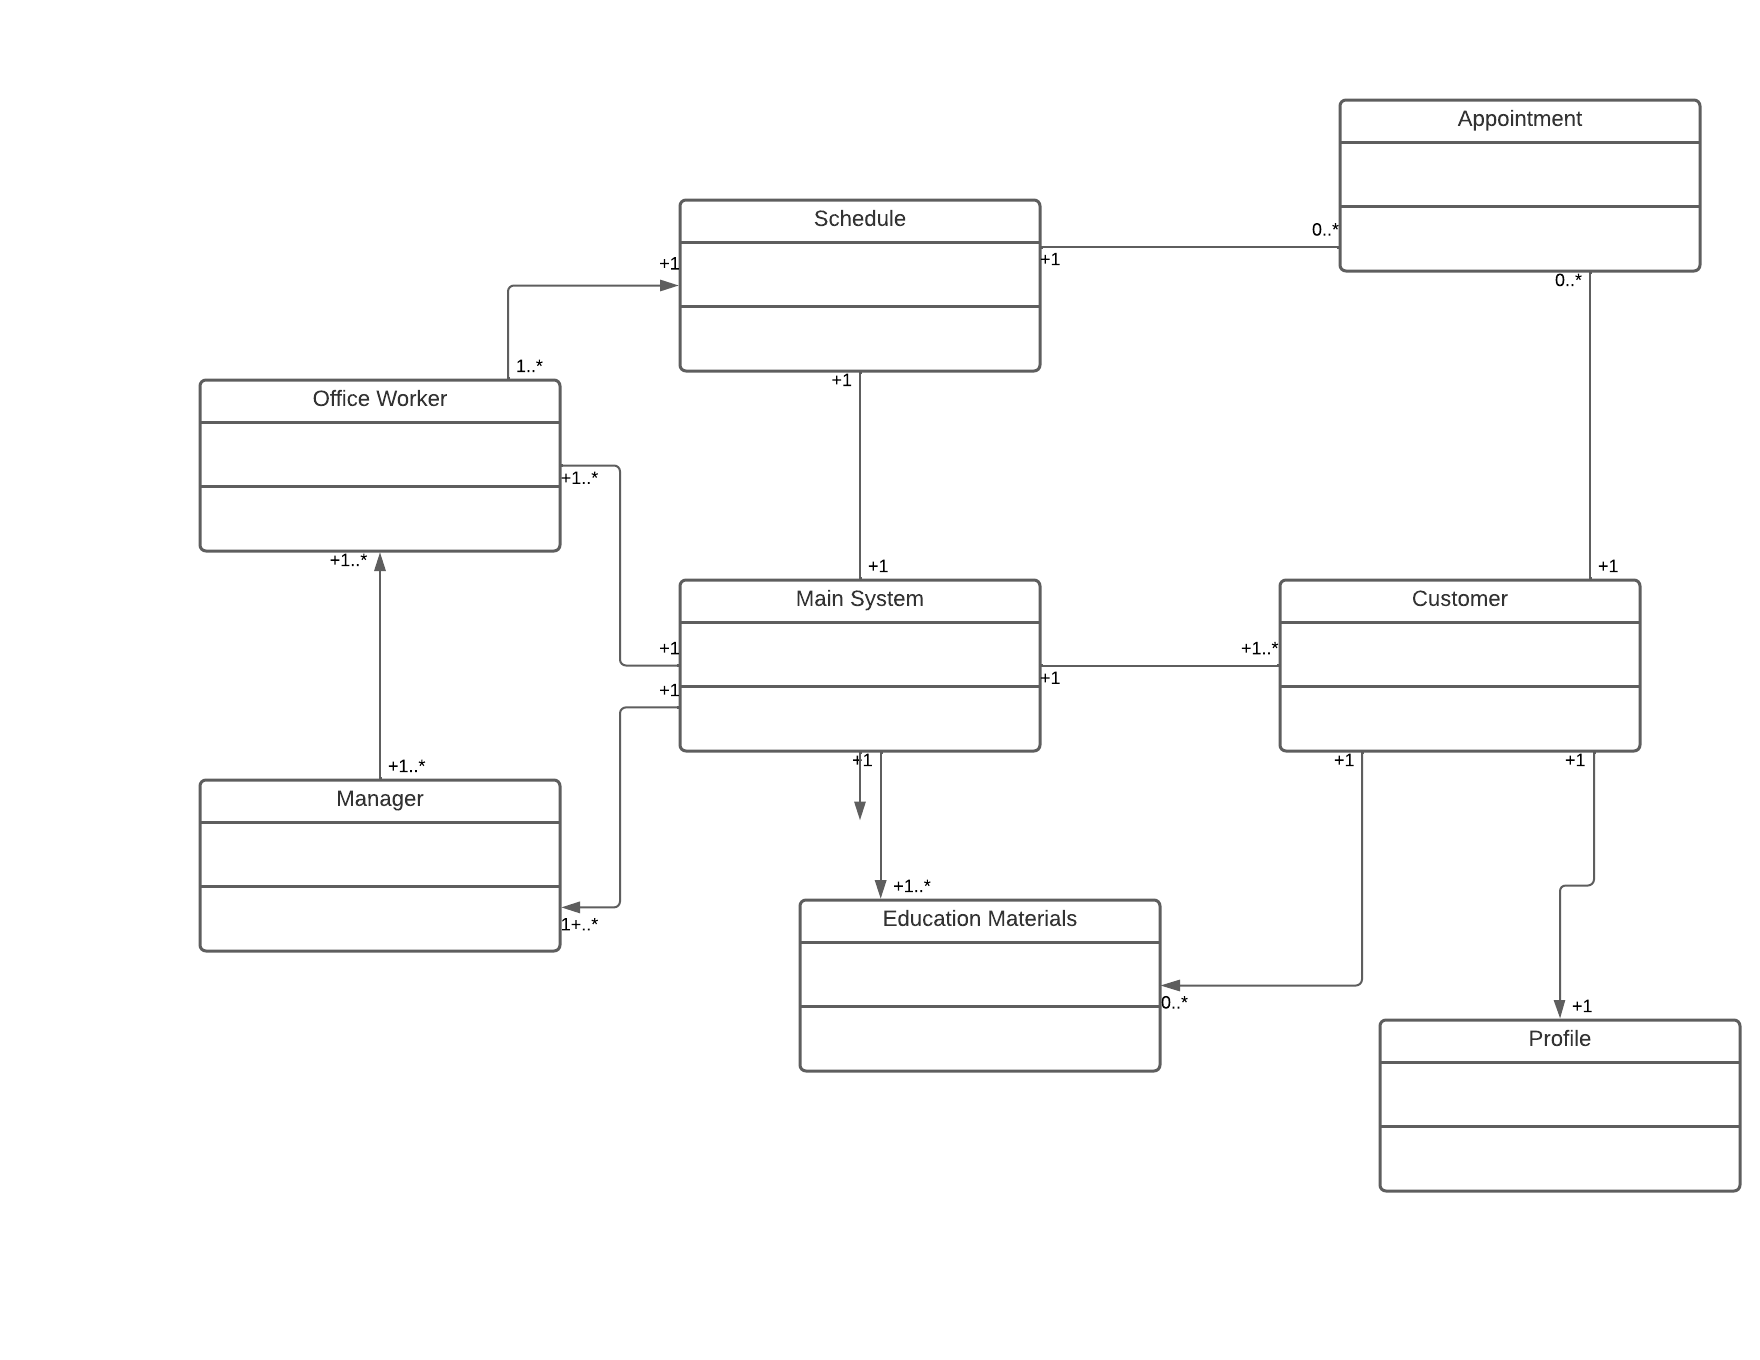 Appointment
Schedule
0..*
+1
+1
0..*
1..*
+1
Office Worker
+1..*
+1..*
+1
+1
Main System
Customer
+1
+1..*
+1
+1
+1
+1..*
+1
+1
Manager
1+..*
+1..*
Education Materials
0..*
+1
Profile